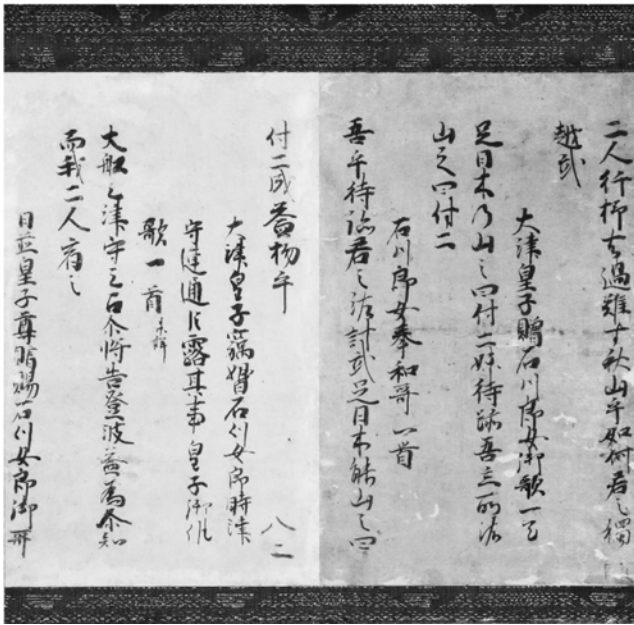 二人行杼去過難寸秋山乎如何君之獨
越武
大津皇子贈石川郎女御歌一首
足日木乃山之四付二妹待跡吾立所沾
山之四付二
石川郎女奉和哥一首
吾乎待跡君之沾計武足日木能山之四
付二成益物乎
大津皇子竊婚石川女郎時津
守連通占露其事皇子御作
八二
歌一首 未詳
大船之津守之占尓將告登波益為尓知
而我二人宿之
日並皇子尊贈賜石川女郎御